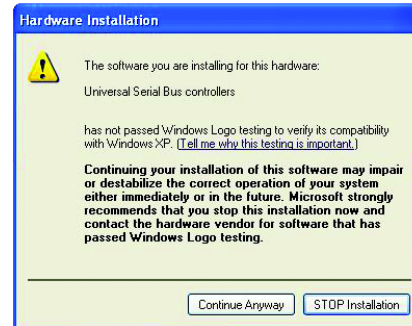 Hardware Installation
The software you are installing for this hardware:
Universal Serial Bus controllers
has not passed Windows Logo testing to verify its compatibility
with Windows XP. (Tell me why this testing is important.)
Continuing your installation of this software may impair
or destabilize the correct operation of your system
either immediately or in the future. Microsoft strongly
recommends that you stop this installation now and
contact the hardware vendor for software that has
passed Windows Logo testing.
Continue Anyway
STOP Installation